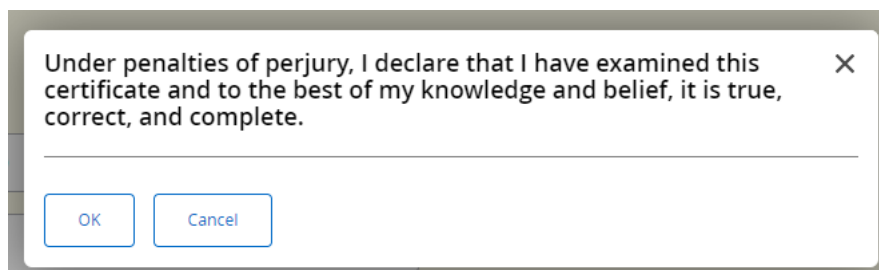 Under penalties of perjury, I declare that I have examined this
certificate and to the best of my knowledge and belief, it is true,
correct, and complete.
OK
Cancel